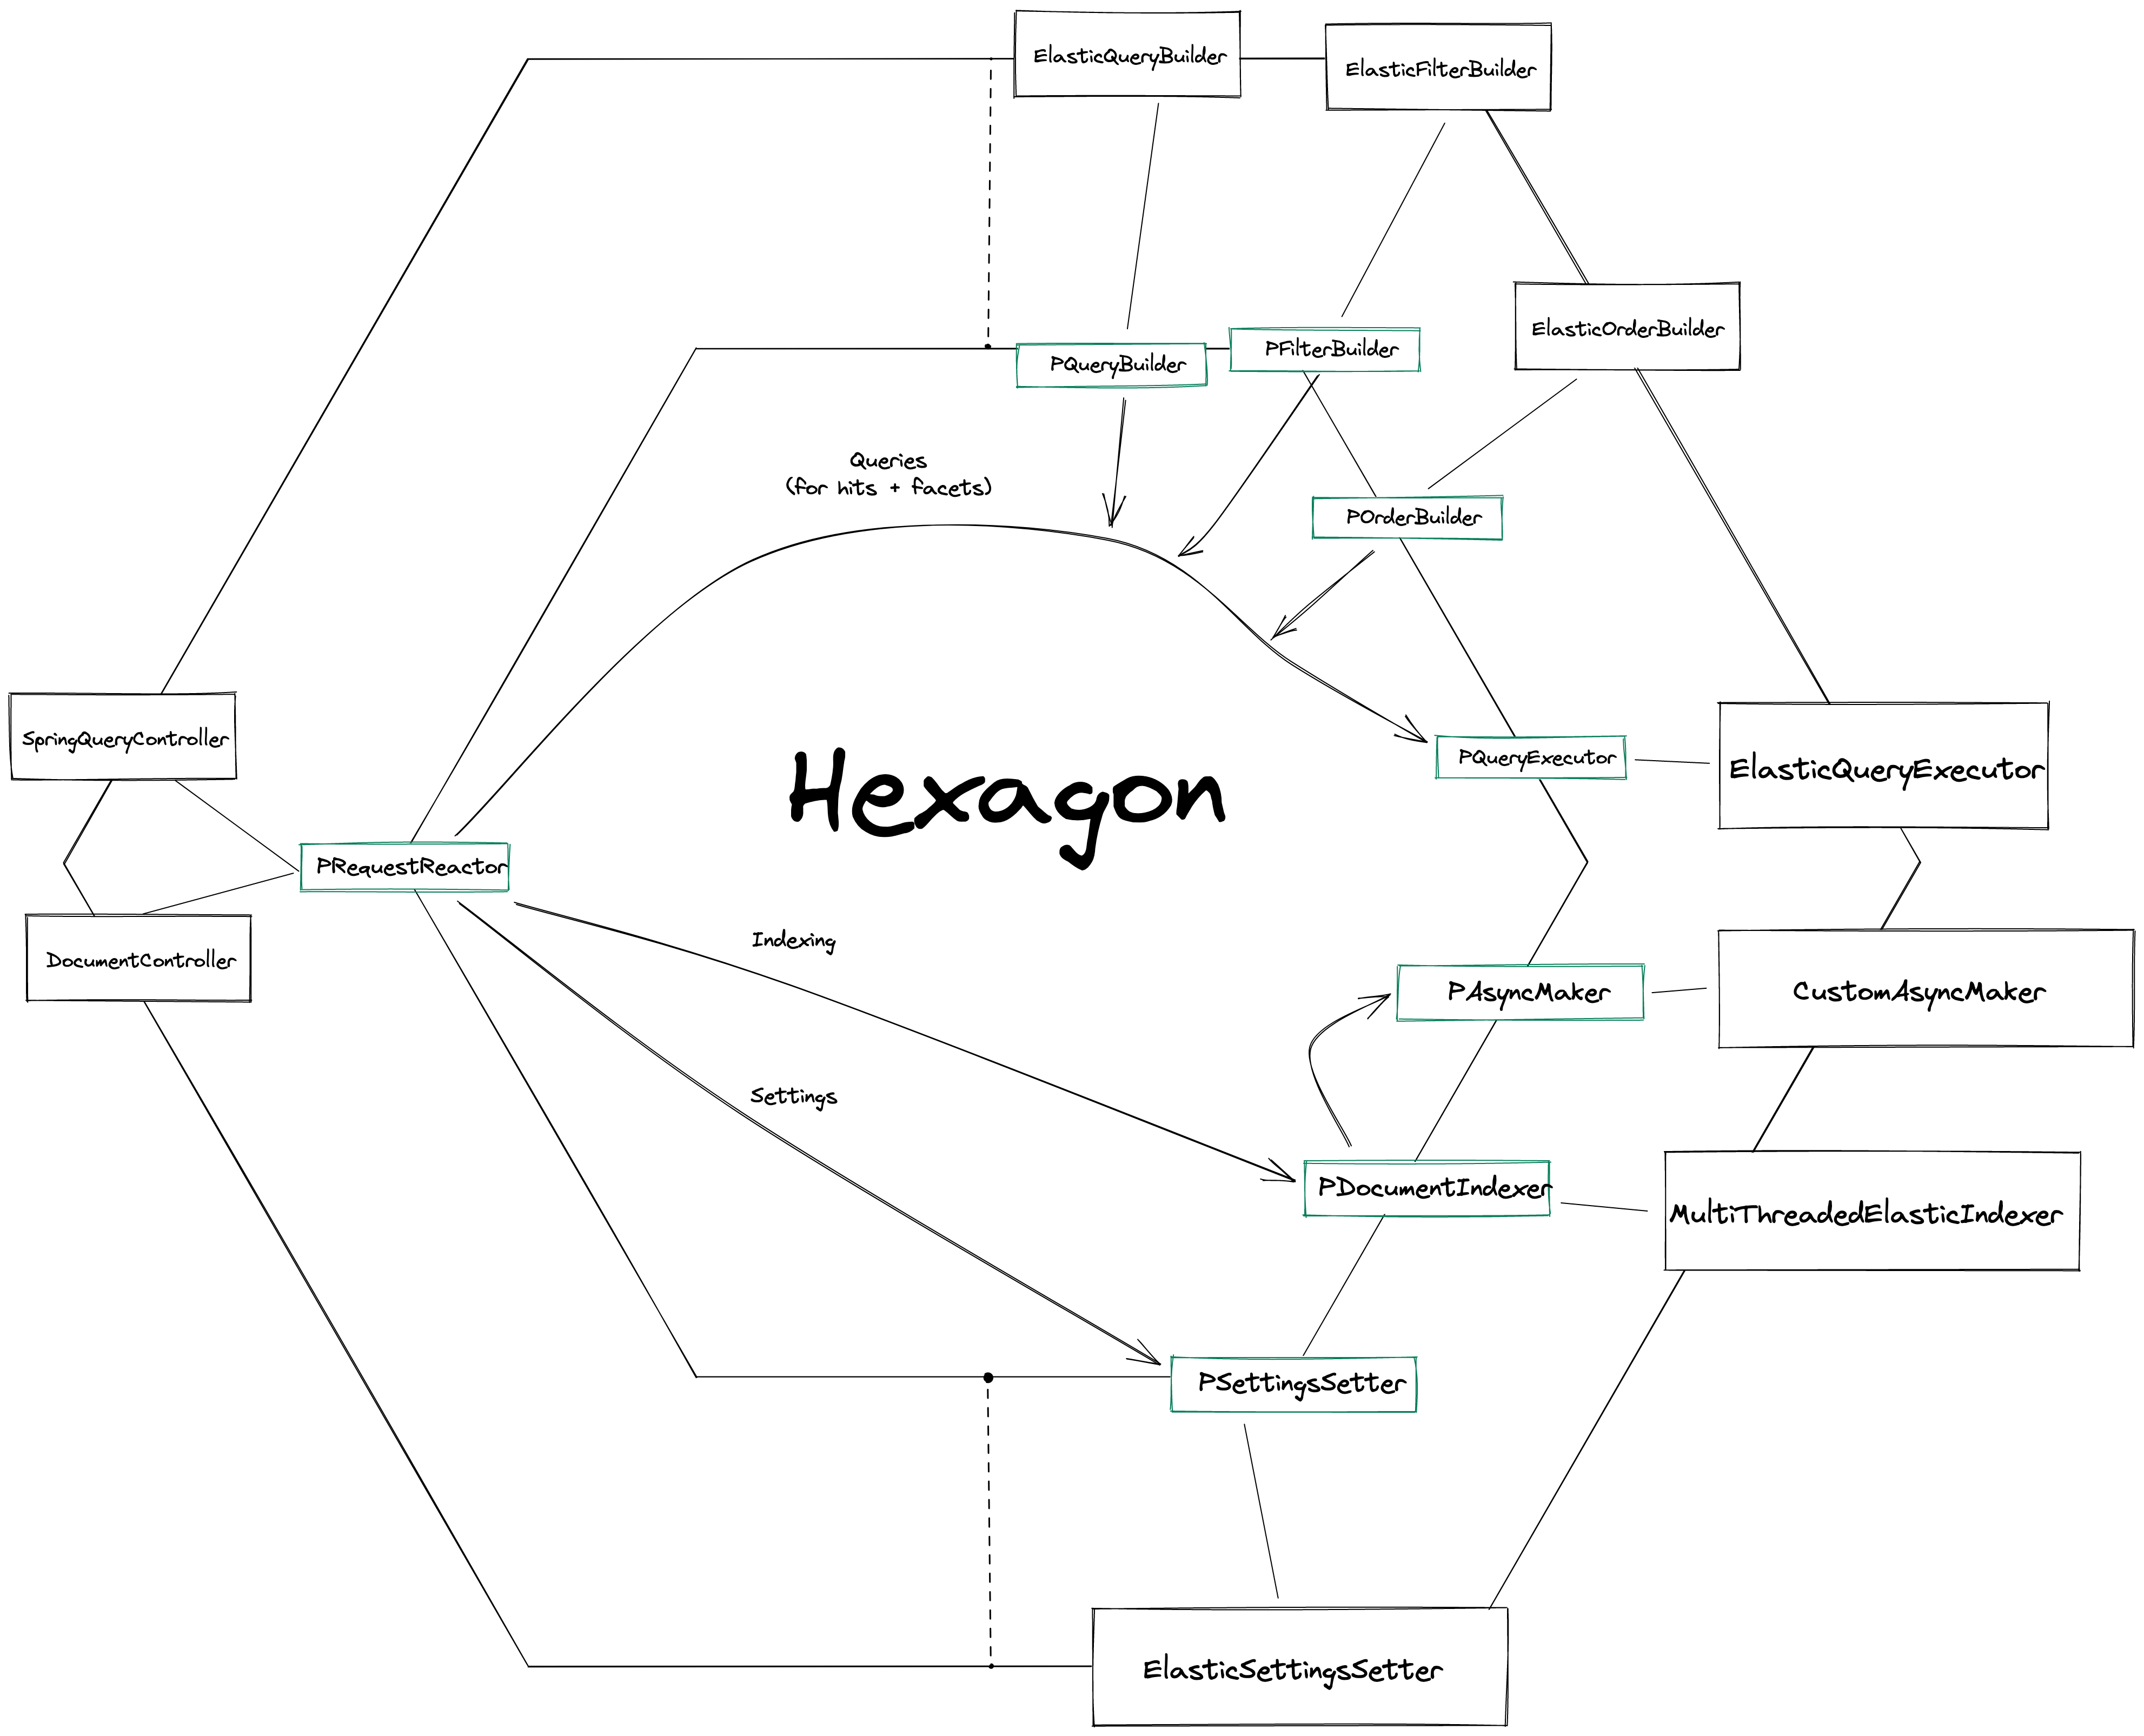 ElasticQueryBuilder
ElasticFilterBuilder
ElasticOrderBuilder
PQueryBuilder
PFilterBuilder
Queries
(for hits + facets)
POrderBuilder
SpringQueryController
PQueryExecutor
ElasticQueryExecutor
Hexagon
PRequestReactor
DocumentController
Indexing
PAsyncMaker
CustomAsyncMaker
Settings
PDocumentIndexer
MultiThreadedElasticIndexer
PSettingsSetter
ElasticSettingsSetter